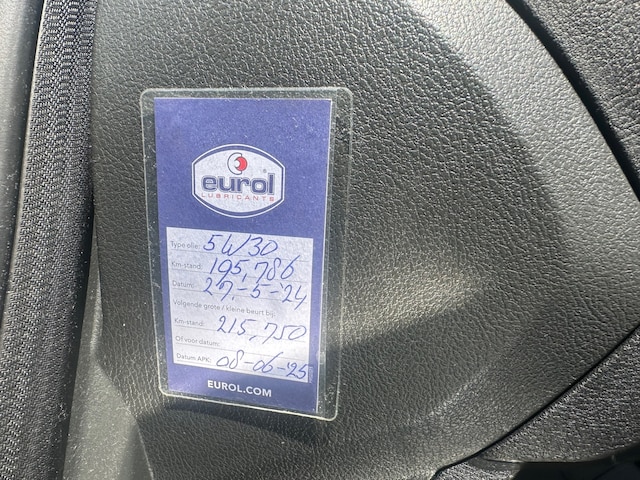 eurol®
LUBRICANTS
Type olie: 5W30
Km-stand: 195,786
Datum: 27,-5-'24
Volgende grote / kleine beurt bij:
Km-stand: 215,750
Of voor datum:
Datum APK: 08-06-'25
EUROL.COM